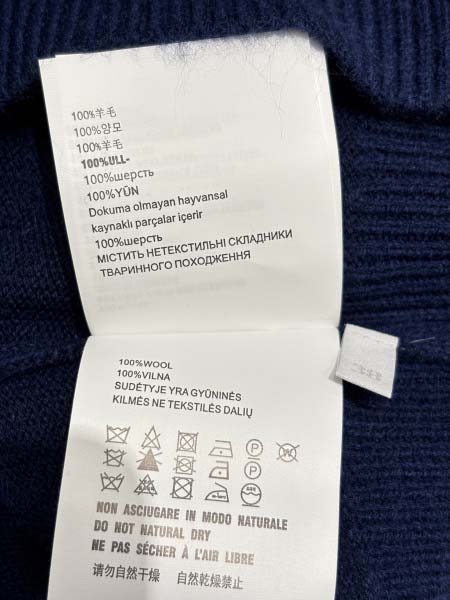 100%羊毛
100%양모
100%羊毛
100%ULL-
100%шерсть
100%YÜN
Dokuma olmayan hayvansal
kaynaklı parçalar içerir
100%шерсть
МІСТИТЬ НЕТЕКСТИЛЬНІ СКЛАДНИКИ
ТВАРИННОГО ПОХОДЖЕННЯ
100%WOOL
100%VILNA
SUDĖTYJE YRA GYŪNINĖS
KILMĖS NE TEKSTILĖS DALIŲ
NON ASCIUGARE IN MODO NATURALE
DO NOT NATURAL DRY
NE PAS SÉCHER À L'AIR LIBRE
请勿自然干燥 自然乾燥禁止